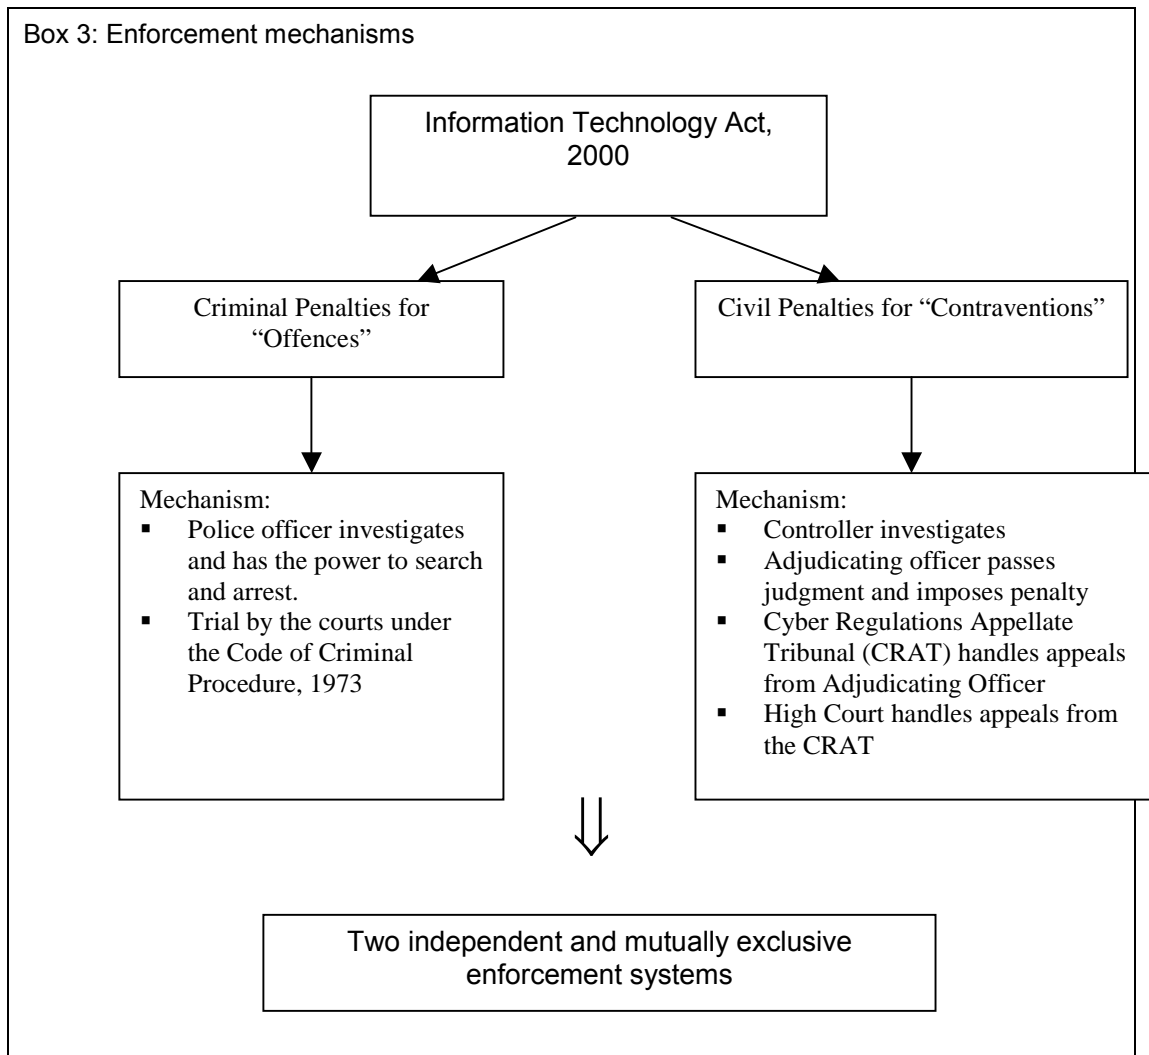 Box 3: Enforcement mechanisms
Information Technology Act,
2000
Criminal Penalties for
“Offences”
Civil Penalties for “Contraventions”
Mechanism:
▪ Police officer investigates
and has the power to search
and arrest.
▪ Trial by the courts under
the Code of Criminal
Procedure, 1973
Mechanism:
▪ Controller investigates
▪ Adjudicating officer passes
judgment and imposes penalty
▪ Cyber Regulations Appellate
Tribunal (CRAT) handles appeals
from Adjudicating Officer
▪ High Court handles appeals from
the CRAT
Two independent and mutually exclusive
enforcement systems